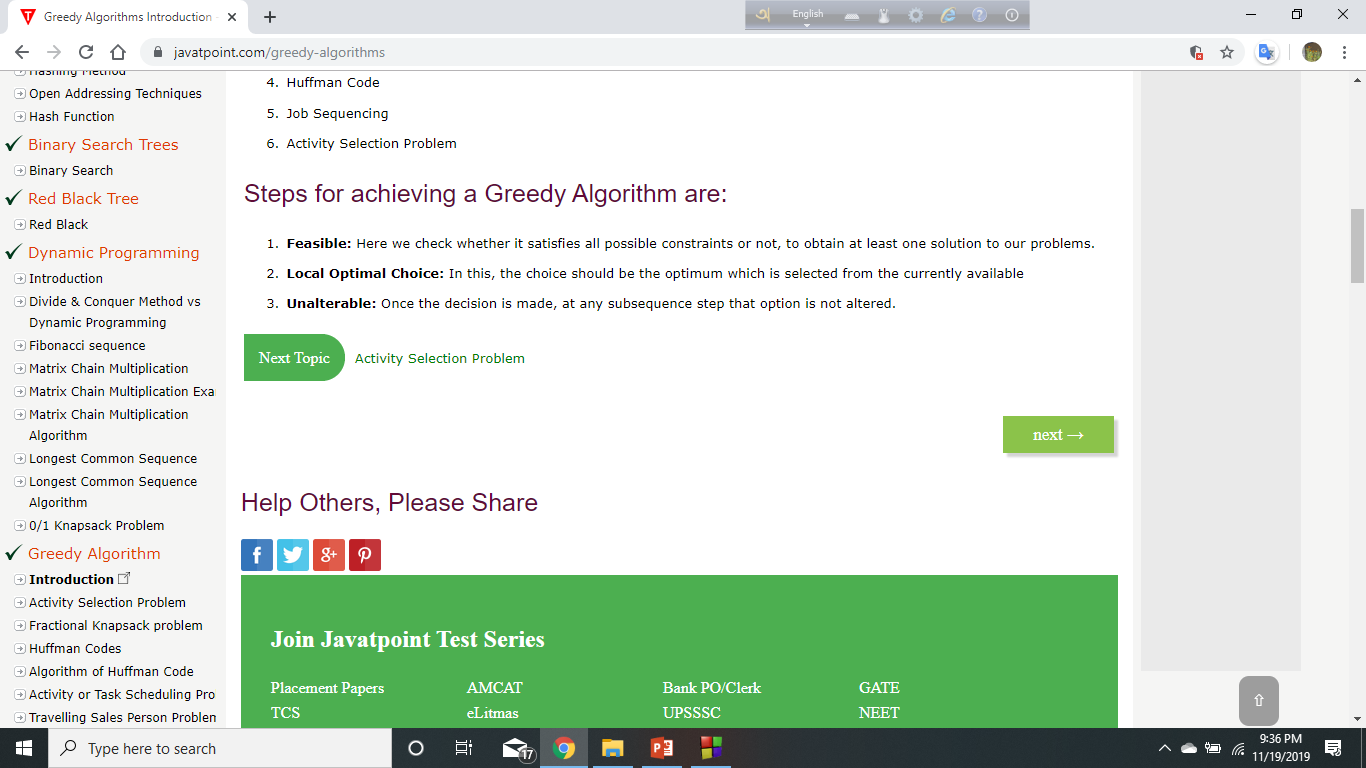 Greedy Algorithms Introduction
English
javatpoint.com/greedy-algorithms
Hashing Method
Open Addressing Techniques
Hash Function
Binary Search Trees
Binary Search
Red Black Tree
Red Black
Dynamic Programming
Introduction
Divide & Conquer Method vs
Dynamic Programming
Fibonacci sequence
Matrix Chain Multiplication
Matrix Chain Multiplication Exa
Matrix Chain Multiplication
Algorithm
Longest Common Sequence
Longest Common Sequence
Algorithm
0/1 Knapsack Problem
Greedy Algorithm
Introduction
Activity Selection Problem
Fractional Knapsack problem
Huffman Codes
Algorithm of Huffman Code
Activity or Task Scheduling Pro
Travelling Sales Person Problem
4. Huffman Code
5. Job Sequencing
6. Activity Selection Problem
Steps for achieving a Greedy Algorithm are:
1. Feasible: Here we check whether it satisfies all possible constraints or not, to obtain at least one solution to our problems.
2. Local Optimal Choice: In this, the choice should be the optimum which is selected from the currently available
3. Unalterable: Once the decision is made, at any subsequence step that option is not altered.
Next Topic Activity Selection Problem
next →
Help Others, Please Share
f g+
Join Javatpoint Test Series
Placement Papers AMCAT Bank PO/Clerk GATE
TCS eLitmas UPSSSC NEET
Type here to search
17
9:36 PM
11/19/2019